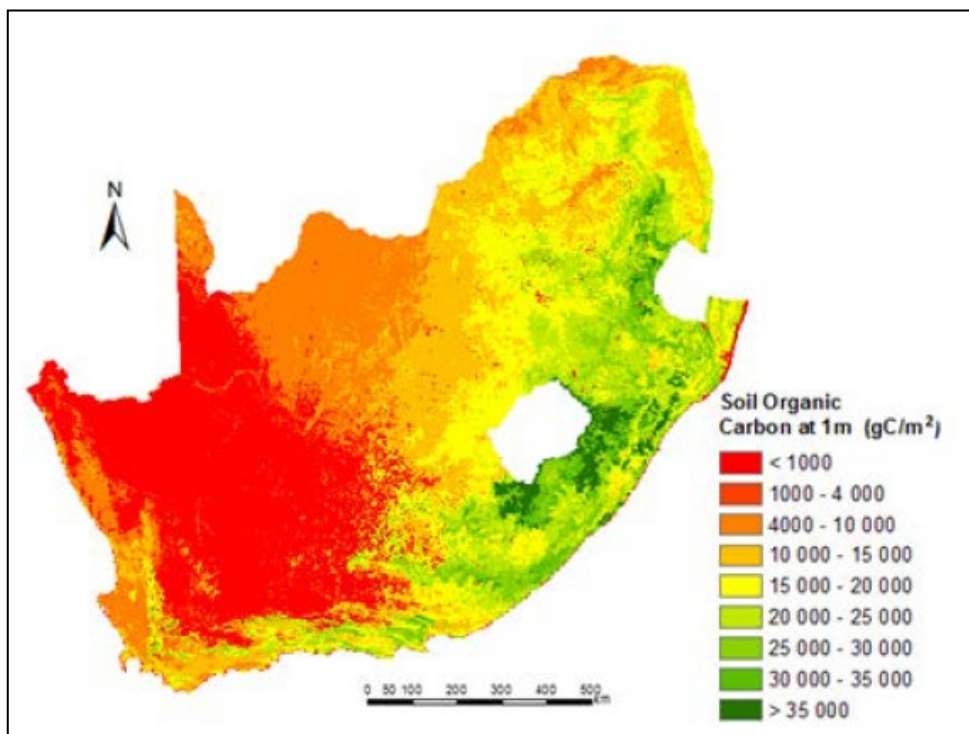 N
Soil Organic
Carbon at 1m (gC/m²)
< 1000
1000 - 4 000
4000 - 10 000
10 000 - 15 000
15 000 - 20 000
20 000 - 25 000
25 000 - 30 000
30 000 - 35 000
> 35 000
0 50 100 200 300 400 500
Km